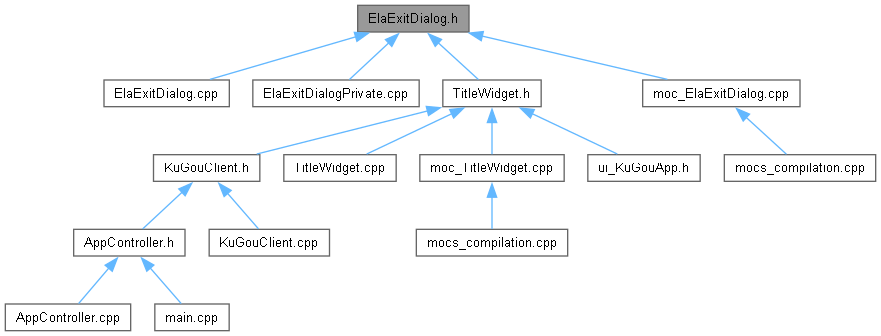 ElaExitDialog.h
ElaExitDialog.cpp
ElaExitDialogPrivate.cpp
TitleWidget.h
moc_ElaExitDialog.cpp
KuGouClient.h
TitleWidget.cpp
moc_TitleWidget.cpp
ui_KuGouApp.h
mocs_compilation.cpp
AppController.h
KuGouClient.cpp
mocs_compilation.cpp
AppController.cpp
main.cpp